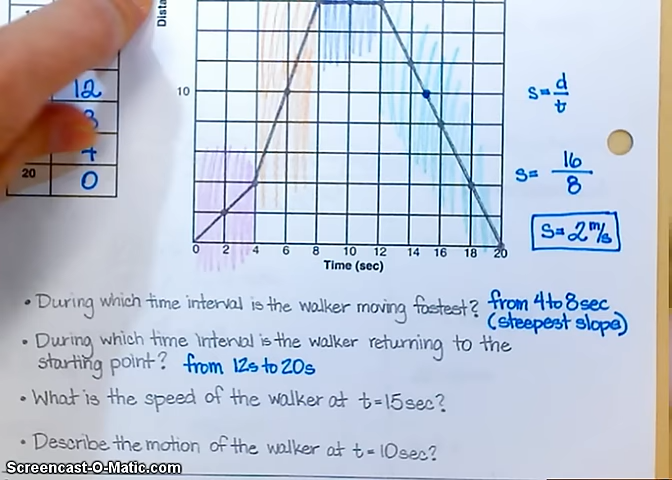 Dista
12
20 0
10
s = d/t
s = 16/8
s = 2 m/s
0 2 4 6 8 10 12 14 16 18 20
Time (sec)
• During which time interval is the walker moving fastest? from 4 to 8 sec
(steepest slope)
• During which time interval is the walker returning to the
starting point? from 12s to 20s
• What is the speed of the walker at t = 15 sec?
• Describe the motion of the walker at t = 10 sec?
Screencast-O-Matic.com